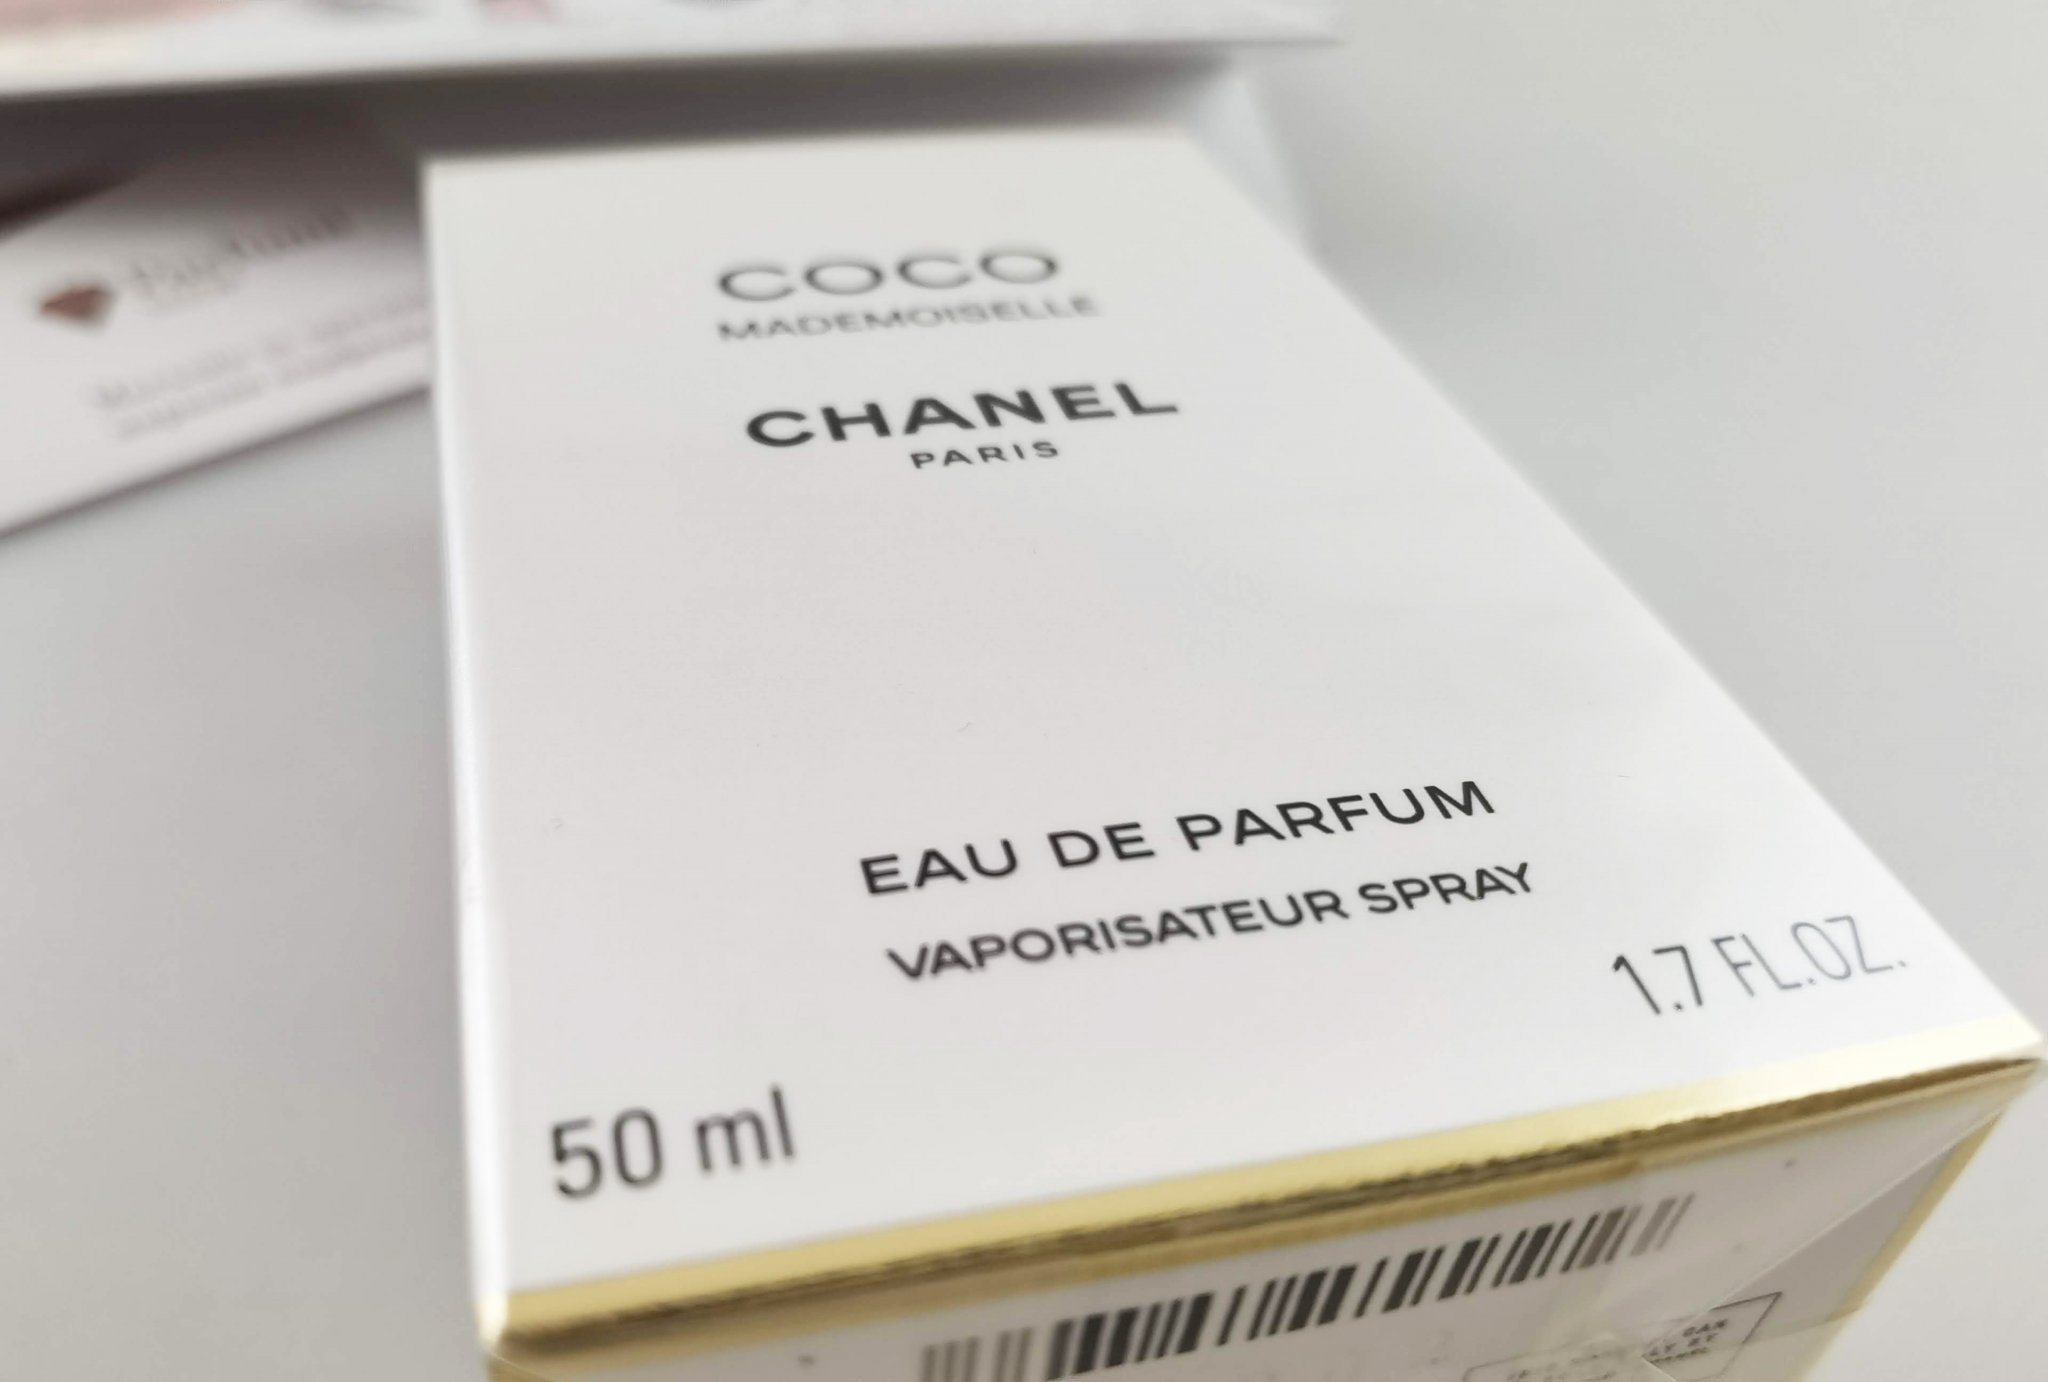 COCO
MADEMOISELLE
CHANEL
PARIS
EAU DE PARFUM
VAPORISATEUR SPRAY
1.7 FL.OZ.
50 ml